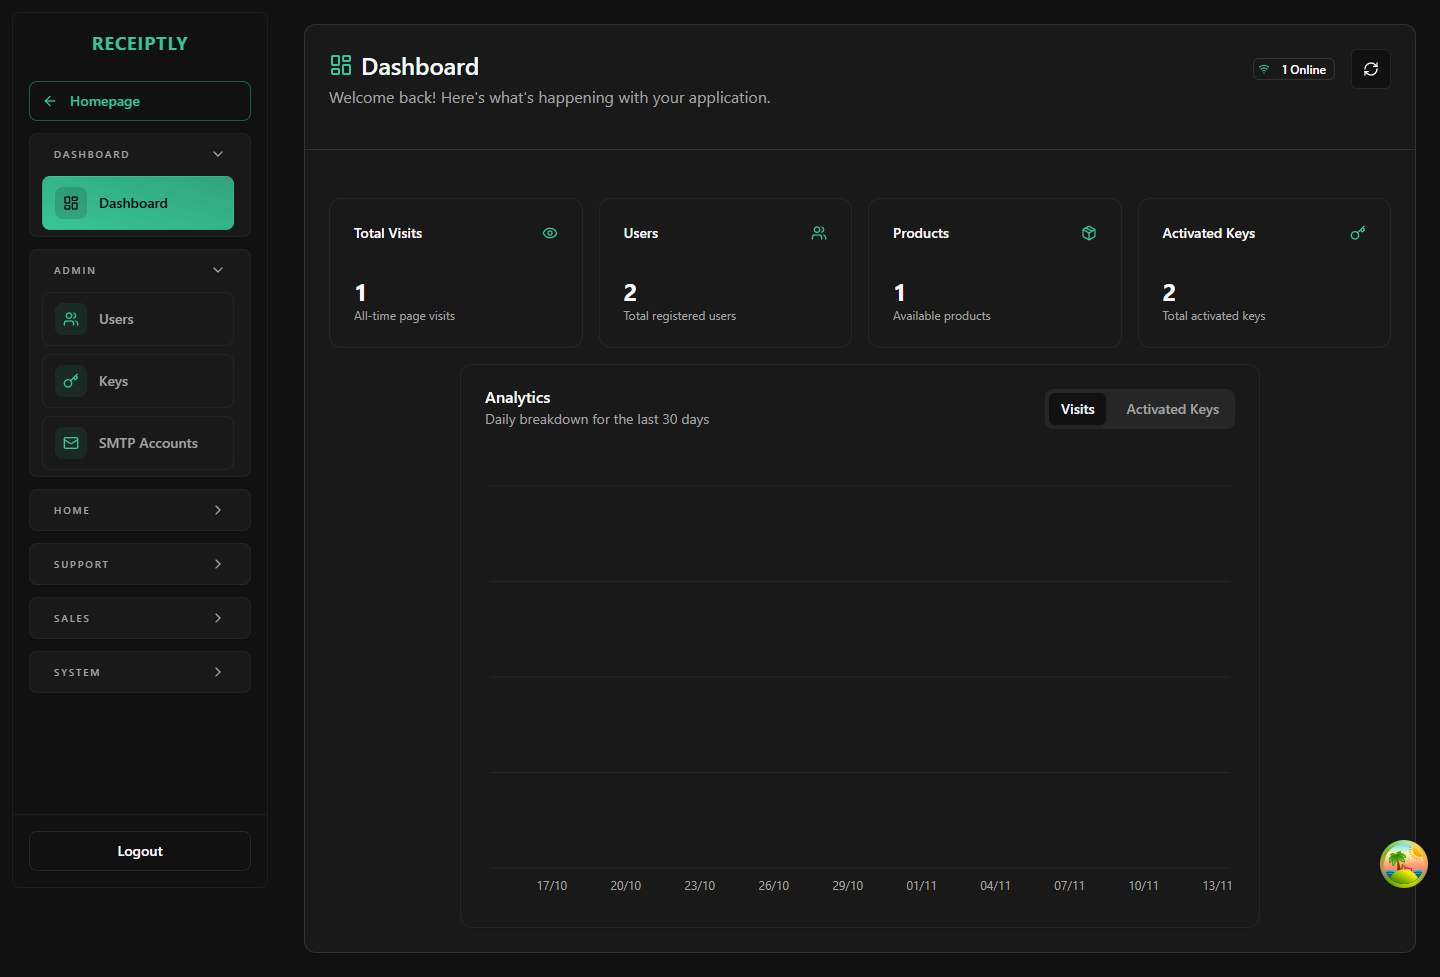 RECEIPTLY
Homepage
DASHBOARD
Dashboard
ADMIN
Users
Keys
SMTP Accounts
HOME
SUPPORT
SALES
SYSTEM
Logout
Dashboard
Welcome back! Here's what's happening with your application.
1 Online
Total Visits
1
All-time page visits
Users
2
Total registered users
Products
1
Available products
Activated Keys
2
Total activated keys
Analytics
Daily breakdown for the last 30 days
Visits
Activated Keys
17/10 20/10 23/10 26/10 29/10 01/11 04/11 07/11 10/11 13/11